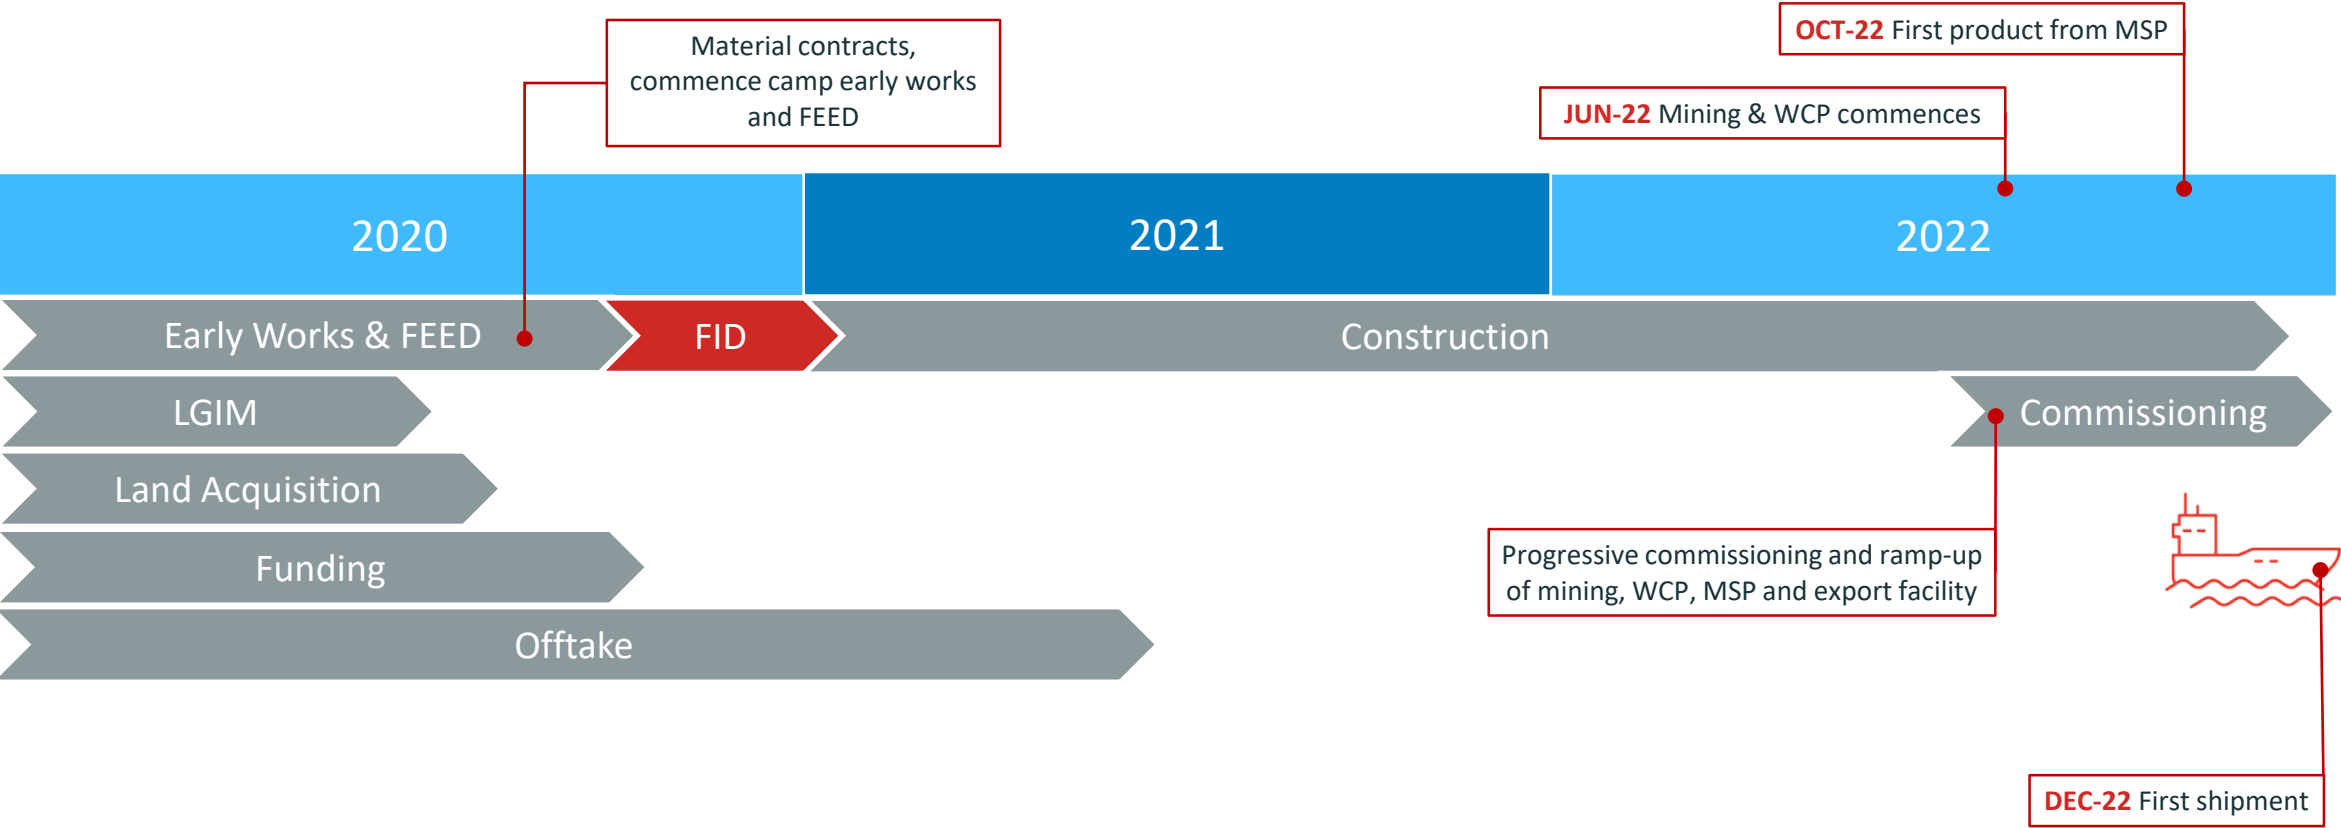 OCT-22 First product from MSP
Material contracts,
commence camp early works
and FEED
JUN-22 Mining & WCP commences
2020
2021
2022
Early Works & FEED
FID
Construction
LGIM
Commissioning
Land Acquisition
Funding
Progressive commissioning and ramp-up
of mining, WCP, MSP and export facility
Offtake
DEC-22 First shipment